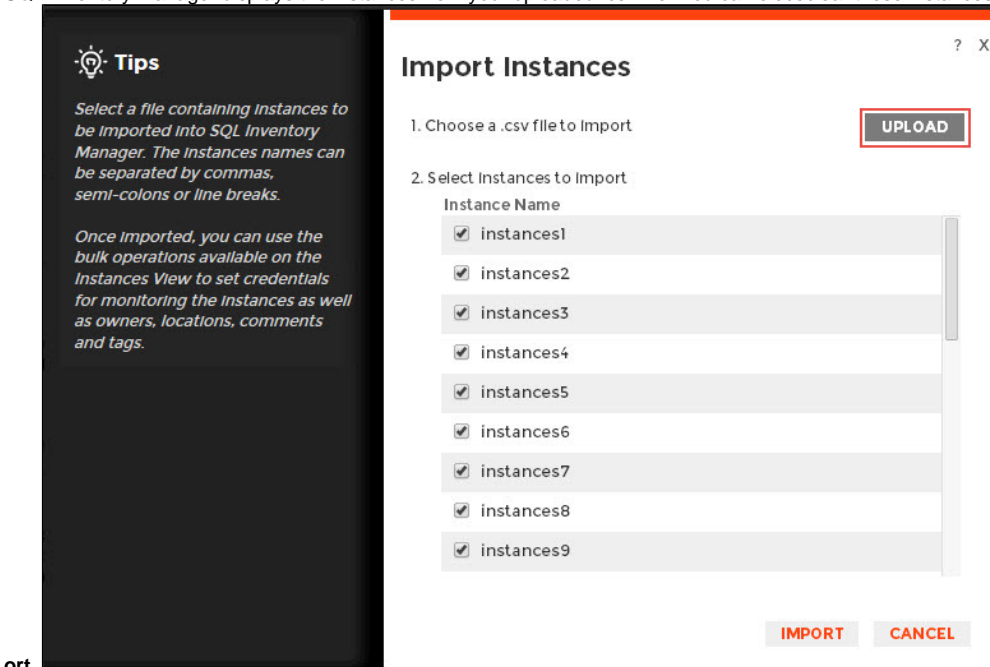 Tips
Select a file containing instances to
be imported into SQL Inventory
Manager. The instances names can
be separated by commas,
semi-colons or line breaks.
Once imported, you can use the
bulk operations available on the
Instances View to set credentials
for monitoring the instances as well
as owners, locations, comments
and tags.
? X
Import Instances
1. Choose a .csv file to import
UPLOAD
2. Select instances to import
Instance Name
instances1
instances2
instances3
instances4
instances5
instances6
instances7
instances8
instances9
IMPORT
CANCEL
ort